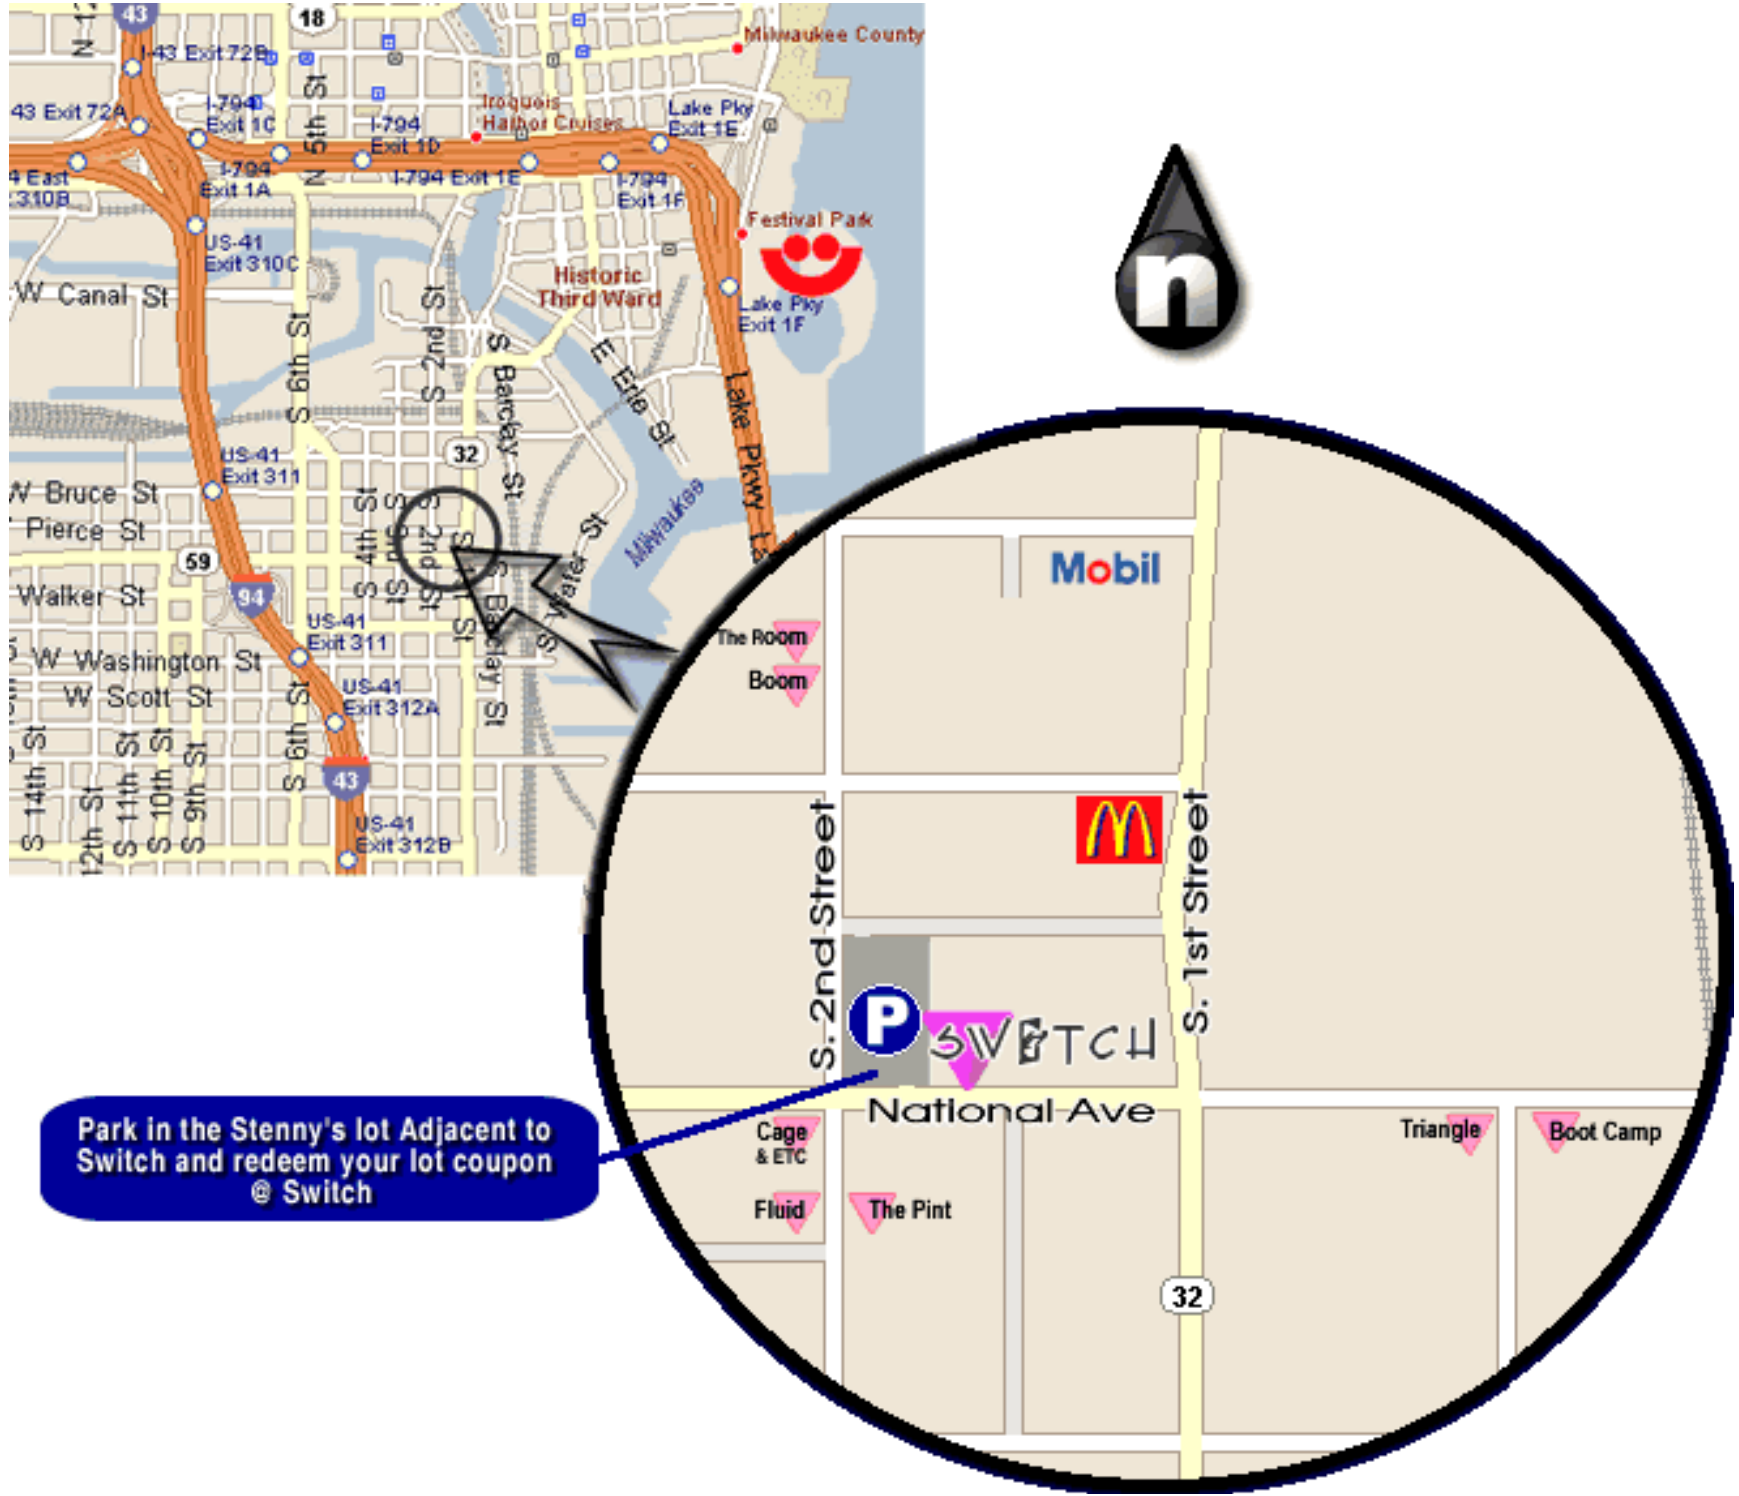 43
18
Milwaukee County
I-43 Exit 72B
43 Exit 72A
I-794
Exit 1C
N 5th St
I-794
Exit 1D
Iroquois
Harbor Cruises
Lake Pky
Exit 1E
4 East
310B
I-794
Exit 1A
I-794 Exit 1E
I-794
Exit 1F
US-41
Exit 310C
Festival Park
Historic
Third Ward
Lake Pky
Exit 1F
W Canal St
S 6th St
S 2nd St
S Barclay St
E Erie St
Lake Pkwy
n
32
US-41
Exit 311
W Bruce St
Pierce St
59
S 4th St
S 3rd St
S 2nd St
S 1st St
S Water St
Milwaukee
Walker St
94
US-41
Exit 311
W Washington St
W Scott St
S Barclay St
US-41
Exit 312A
S 6th St
43
S 14th St
12th St
S 11th St
S 10th St
S 9th St
US-41
Exit 312B
Mobil
The Room
Boom
S. 2nd Street
S. 1st Street
P
SWITCH
National Ave
Park in the Stenny's lot Adjacent to
Switch and redeem your lot coupon
@ Switch
Cage
& ETC
Triangle
Boot Camp
Fluid
The Pint
32